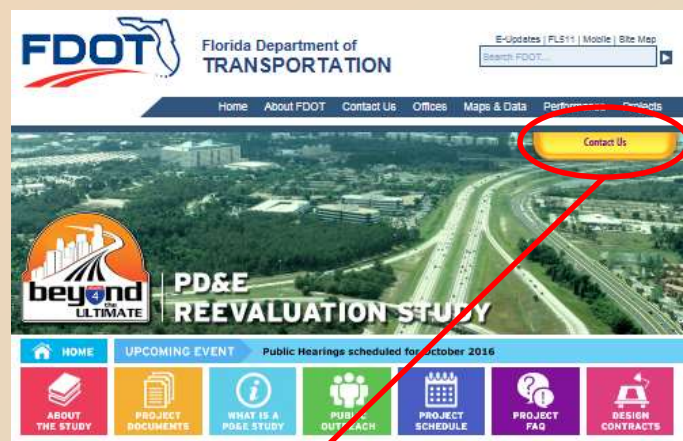 FDOT
Florida Department of
TRANSPORTATION
E-Updates | FL511 | Mobile | Site Map
Search FDOT...
Home About FDOT Contact Us Offices Maps & Data Performance Projects
Contact Us
beyond
4
the
ULTIMATE
PD&E
REEVALUATION STUDY
HOME UPCOMING EVENT Public Hearings scheduled for October 2016
ABOUT
THE STUDY
PROJECT
DOCUMENTS
WHAT IS A
PD&E STUDY
PUBLIC
OUTREACH
PROJECT
SCHEDULE
PROJECT
FAQ
DESIGN
CONTRACTS